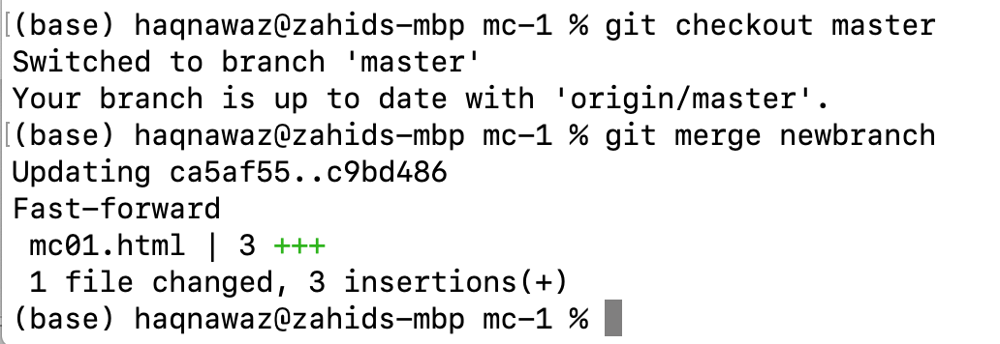 [(base) haqnawaz@zahids-mbp mc-1 % git checkout master
Switched to branch 'master'
Your branch is up to date with 'origin/master'.
[(base) haqnawaz@zahids-mbp mc-1 % git merge newbranch
Updating ca5af55..c9bd486
Fast-forward
 mc01.html | 3 +++
 1 file changed, 3 insertions(+)
(base) haqnawaz@zahids-mbp mc-1 %